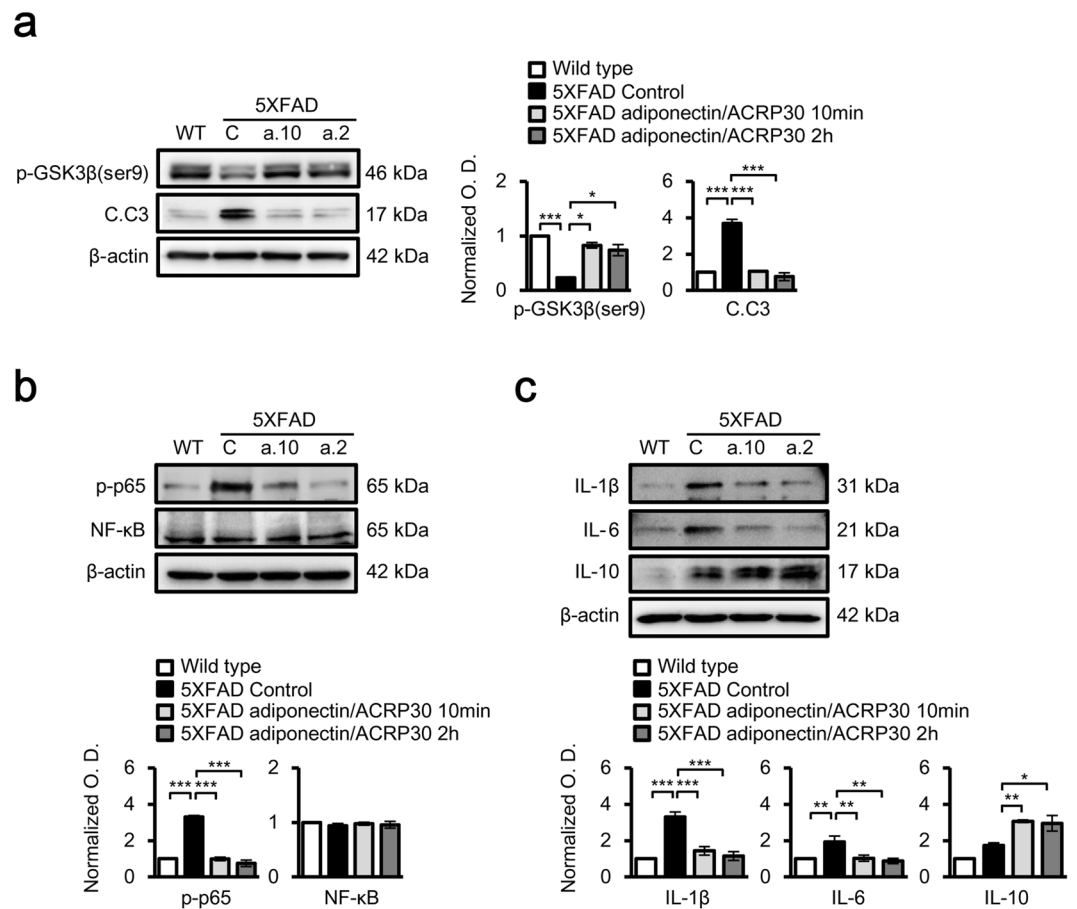 a
5XFAD
WT C a.10 a.2
p-GSK3β(ser9) 46 kDa
C.C3 17 kDa
β-actin 42 kDa
Wild type
5XFAD Control
5XFAD adiponectin/ACRP30 10min
5XFAD adiponectin/ACRP30 2h
Normalized O. D.
2
1
0
*** * *
p-GSK3β(ser9)
6
4
2
0
*** *** ***
C.C3
b
5XFAD
WT C a.10 a.2
p-p65 65 kDa
NF-κB 65 kDa
β-actin 42 kDa
Wild type
5XFAD Control
5XFAD adiponectin/ACRP30 10min
5XFAD adiponectin/ACRP30 2h
Normalized O. D.
6
4
2
0
*** *** ***
p-p65
2
1
0
NF-κB
c
5XFAD
WT C a.10 a.2
IL-1β 31 kDa
IL-6 21 kDa
IL-10 17 kDa
β-actin 42 kDa
Wild type
5XFAD Control
5XFAD adiponectin/ACRP30 10min
5XFAD adiponectin/ACRP30 2h
Normalized O. D.
6
4
2
0
*** *** ***
IL-1β
6
4
2
0
** ** **
IL-6
6
4
2
0
** *
IL-10